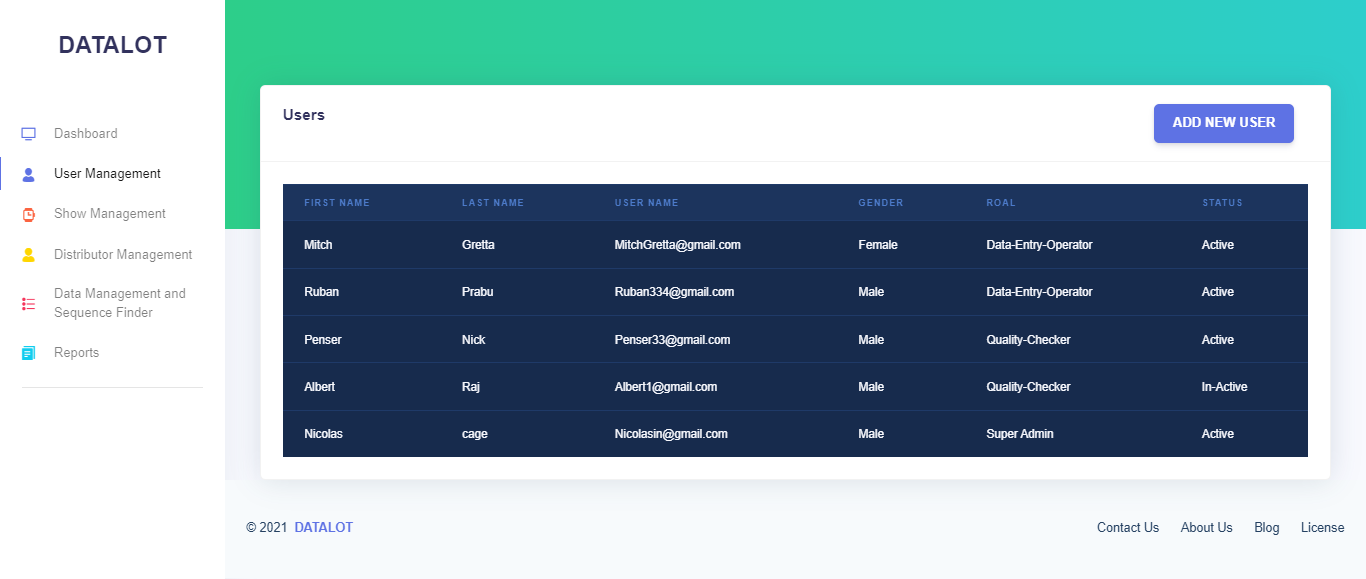 DATALOT
Dashboard
User Management
Show Management
Distributor Management
Data Management and
Sequence Finder
Reports
Users
ADD NEW USER
FIRST NAME LAST NAME USER NAME GENDER ROAL STATUS
Mitch Gretta MitchGretta@gmail.com Female Data-Entry-Operator Active
Ruban Prabu Ruban334@gmail.com Male Data-Entry-Operator Active
Penser Nick Penser33@gmail.com Male Quality-Checker Active
Albert Raj Albert1@gmail.com Male Quality-Checker In-Active
Nicolas cage Nicolasin@gmail.com Male Super Admin Active
© 2021 DATALOT
Contact Us About Us Blog License